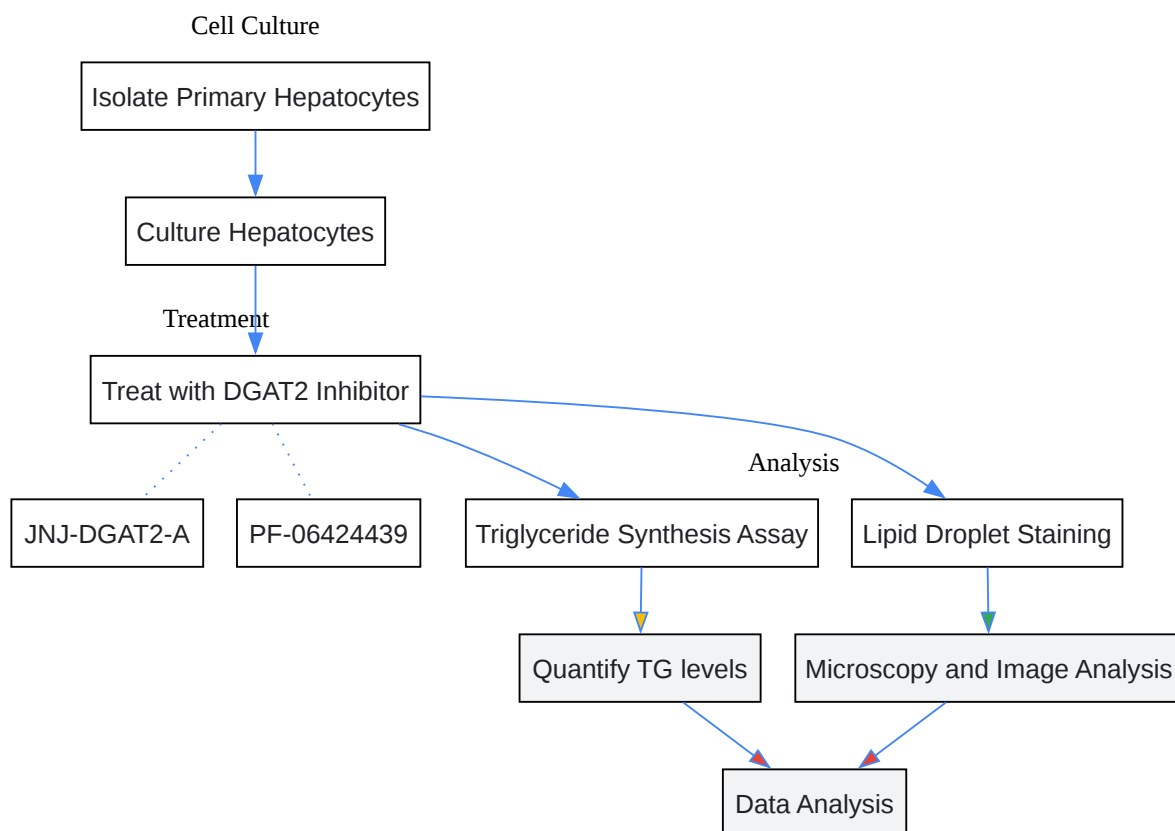 Cell Culture
Isolate Primary Hepatocytes
Culture Hepatocytes
Treatment
Treat with DGAT2 Inhibitor
Analysis
JNJ-DGAT2-A
PF-06424439
Triglyceride Synthesis Assay
Lipid Droplet Staining
Quantify TG levels
Microscopy and Image Analysis
Data Analysis